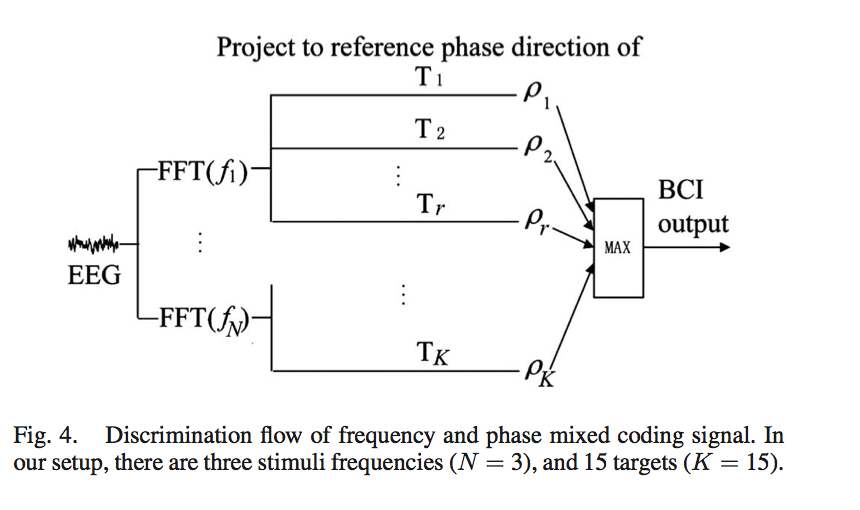 Project to reference phase direction of
T1
ρ1
T2
ρ2
FFT(f1)
⋮
Tr
ρr
BCI
output
MAX
EEG
⋮
⋮
FFT(fN)
TK
ρK
Fig. 4. Discrimination flow of frequency and phase mixed coding signal. In
our setup, there are three stimuli frequencies (N = 3), and 15 targets (K = 15).